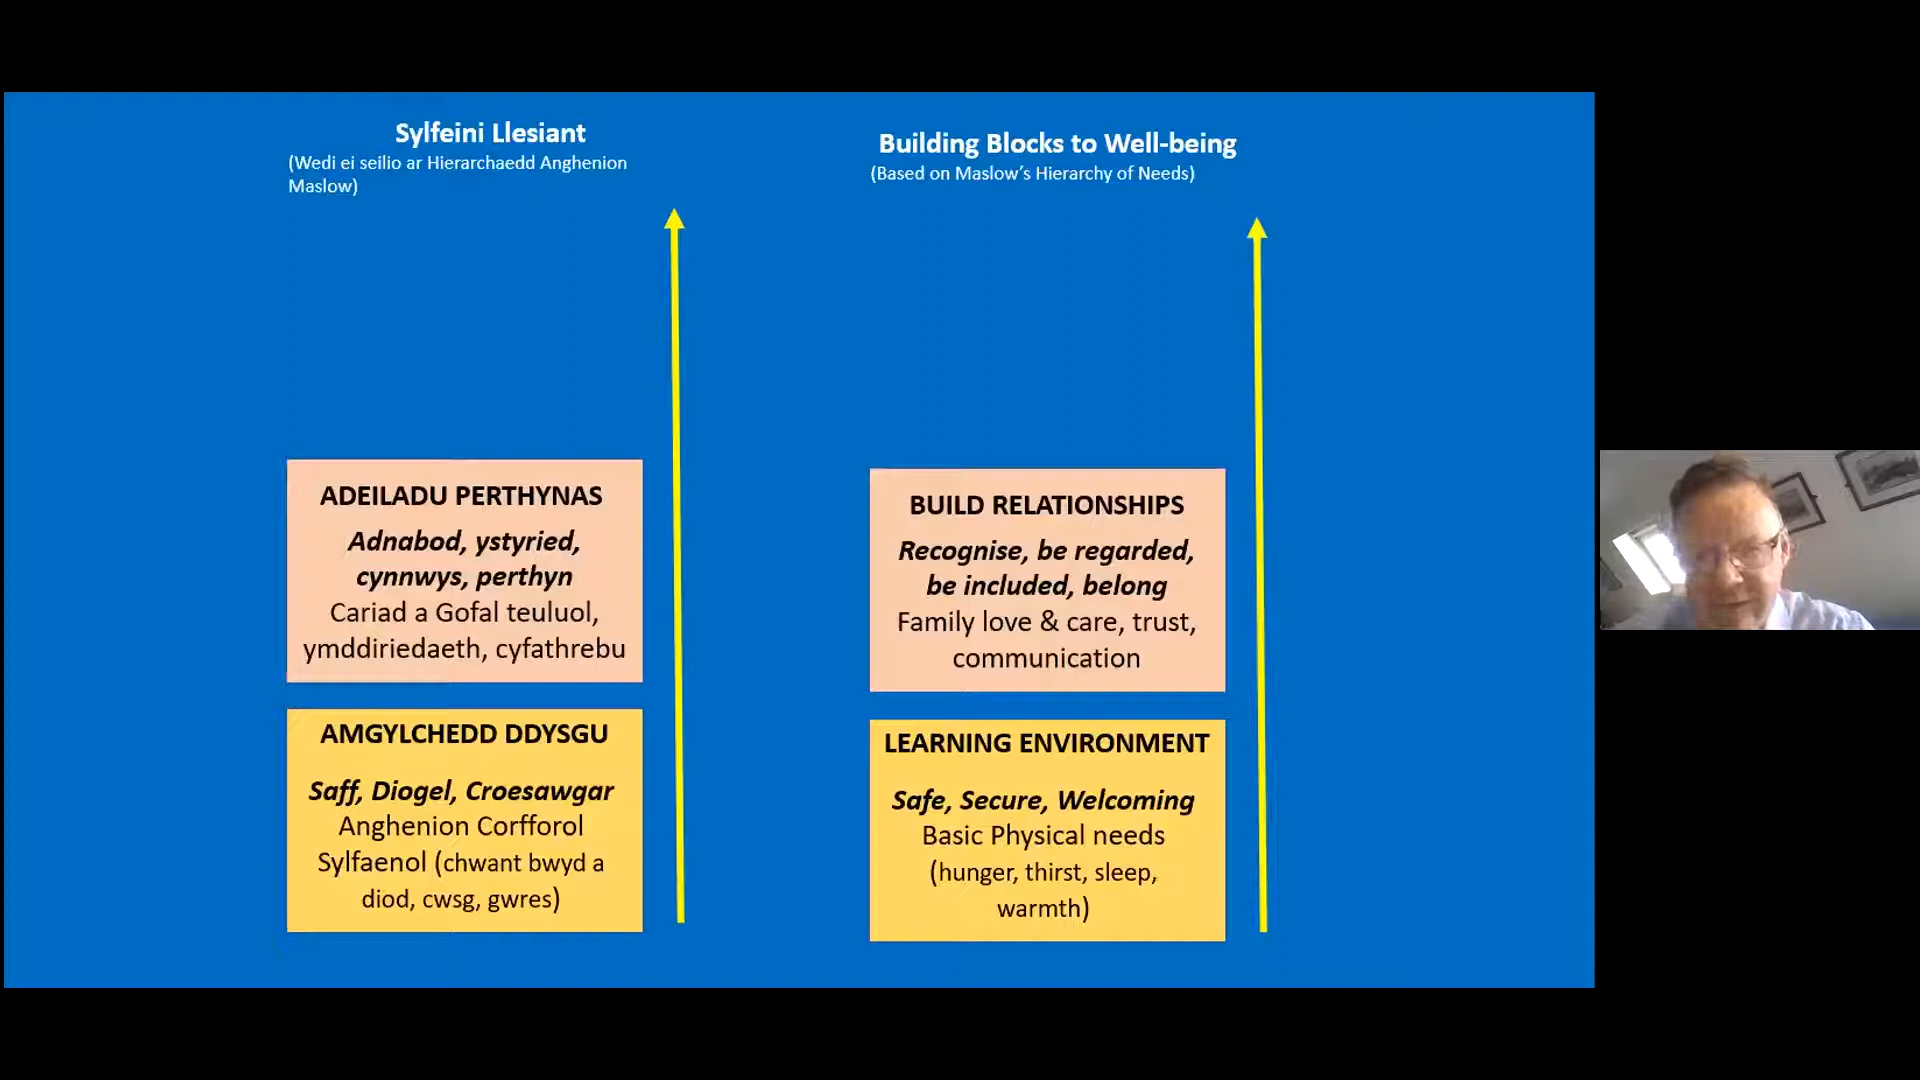 Sylfeini Llesiant
(Wedi ei seilio ar Hierarchaedd Anghenion
Maslow)
ADEILADU PERTHYNAS
Adnabod, ystyried,
cynnwys, perthyn
Cariad a Gofal teuluol,
ymddiriedaeth, cyfathrebu
AMGYLCHEDD DDYSGU
Saff, Diogel, Croesawgar
Anghenion Corfforol
Sylfaenol (chwant bwyd a
diod, cwsg, gwres)
Building Blocks to Well-being
(Based on Maslow’s Hierarchy of Needs)
BUILD RELATIONSHIPS
Recognise, be regarded,
be included, belong
Family love & care, trust,
communication
LEARNING ENVIRONMENT
Safe, Secure, Welcoming
Basic Physical needs
(hunger, thirst, sleep,
warmth)